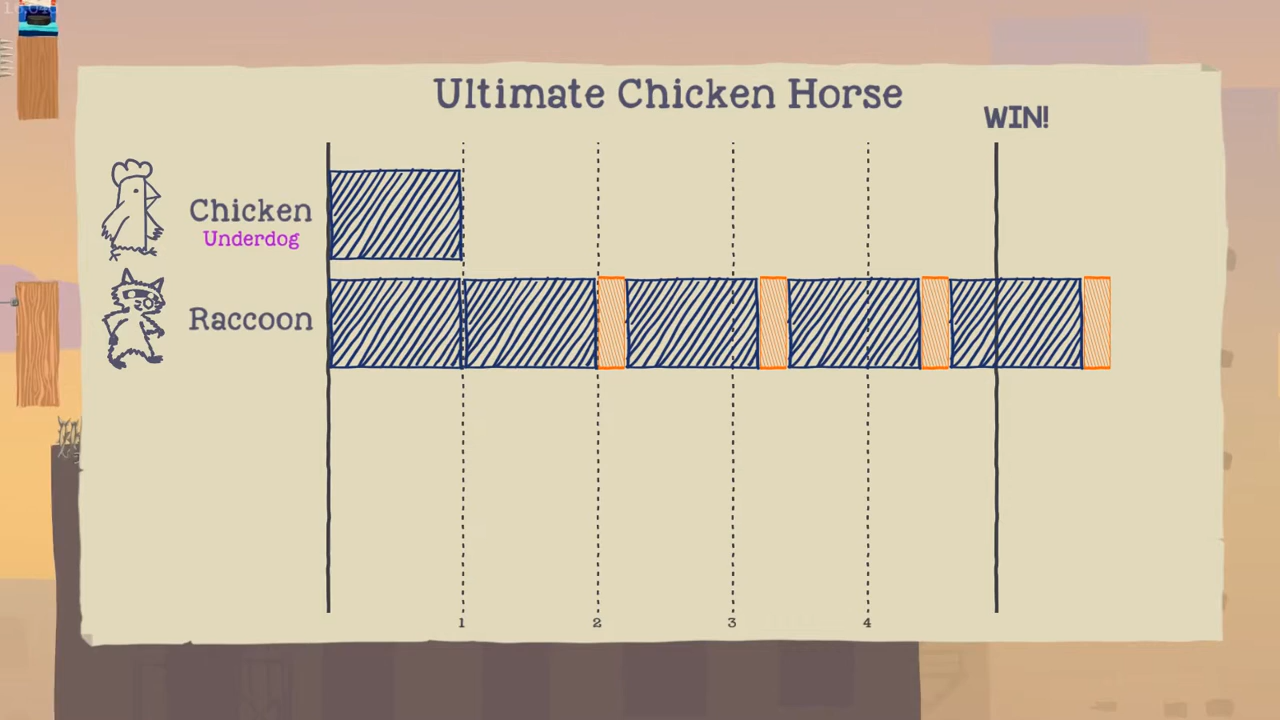 Ultimate Chicken Horse
WIN!
Chicken
Underdog
Raccoon
1 2 3 4